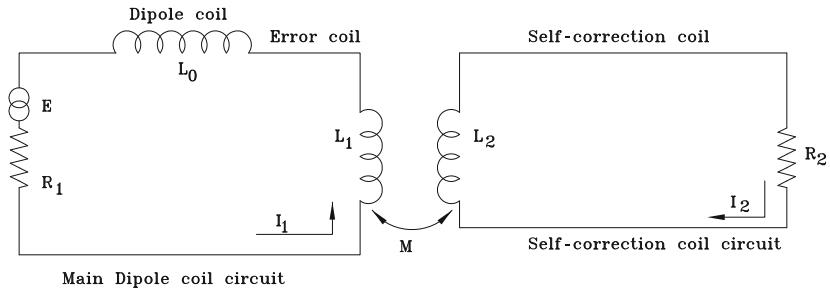 Dipole coil
Error coil
Self-correction coil
L0
E
L1
L2
R2
R1
I1
I2
M
Self-correction coil circuit
Main Dipole coil circuit